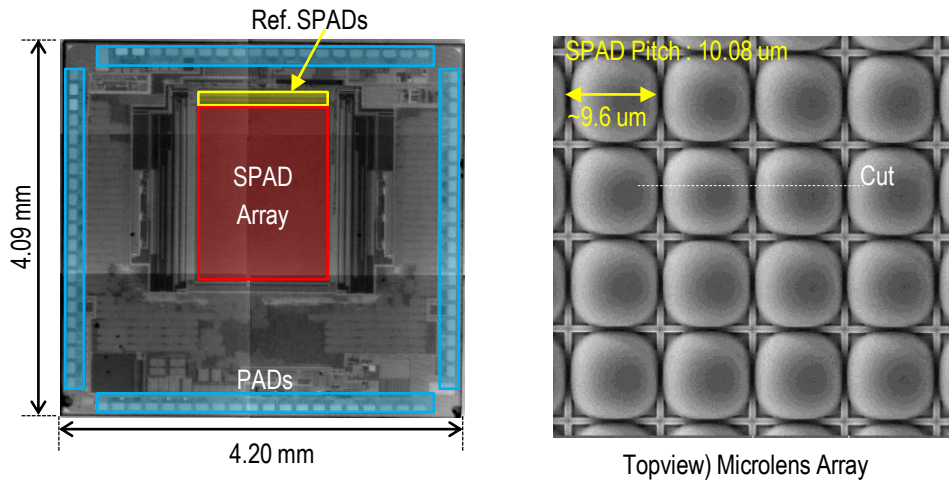 Ref. SPADs
SPAD
Array
PADs
4.09 mm
4.20 mm
SPAD Pitch : 10.08 um
~9.6 um
Cut
Topview) Microlens Array